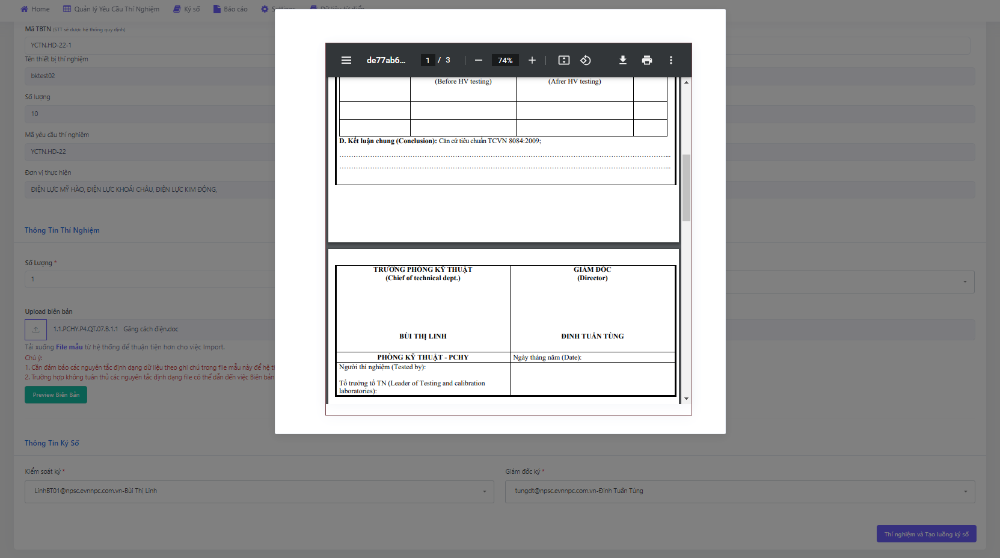 Home Quản lý Yêu Cầu Thí Nghiệm Ký số Báo cáo Settings Dữ liệu từ điển
Mã TBTN (STT sẽ được hệ thống quy định)
YCTN.HD-22-1
Tên thiết bị thí nghiệm
bktest02
Số lượng
10
Mã yêu cầu thí nghiệm
YCTN.HD-22
Đơn vị thực hiện
ĐIỆN LỰC MỸ HÀO, ĐIỆN LỰC KHOÁI CHÂU, ĐIỆN LỰC KIM ĐỘNG,
Thông Tin Thí Nghiệm
Số Lượng *
1
Upload biên bản
1.1.PCHY.P4.QT.07.B.1.1 Găng cách điện.doc
Tải xuống File mẫu từ hệ thống để thuận tiện hơn cho việc Import.
Chú ý:
1. Cần đảm bảo các nguyên tắc định dạng dữ liệu theo ghi chú trong file mẫu này để hệ th
2. Trường hợp không tuân thủ các nguyên tắc định dạng file có thể dẫn đến việc Biên bản
Preview Biên Bản
de77ab6... 1 / 3 74%
(Before HV testing) (Afrer HV testing)
D. Kết luận chung (Conclusion): Căn cứ tiêu chuẩn TCVN 8084:2009;
TRƯỞNG PHÒNG KỸ THUẬT
(Chief of technical dept.)
BÙI THỊ LINH
GIÁM ĐỐC
(Director)
ĐINH TUẤN TÙNG
PHÒNG KỸ THUẬT - PCHY
Ngày tháng năm (Date):
Người thí nghiệm (Tested by):
Tổ trưởng tổ TN (Leader of Testing and calibration
laboratories):
Thông Tin Ký Số
Kiểm soát ký *
LinhBT01@npsc.evnnpc.com.vn-Bùi Thị Linh
Giám đốc ký *
tungdt@npsc.evnnpc.com.vn-Đinh Tuấn Tùng
Thí nghiệm và Tạo luồng ký số